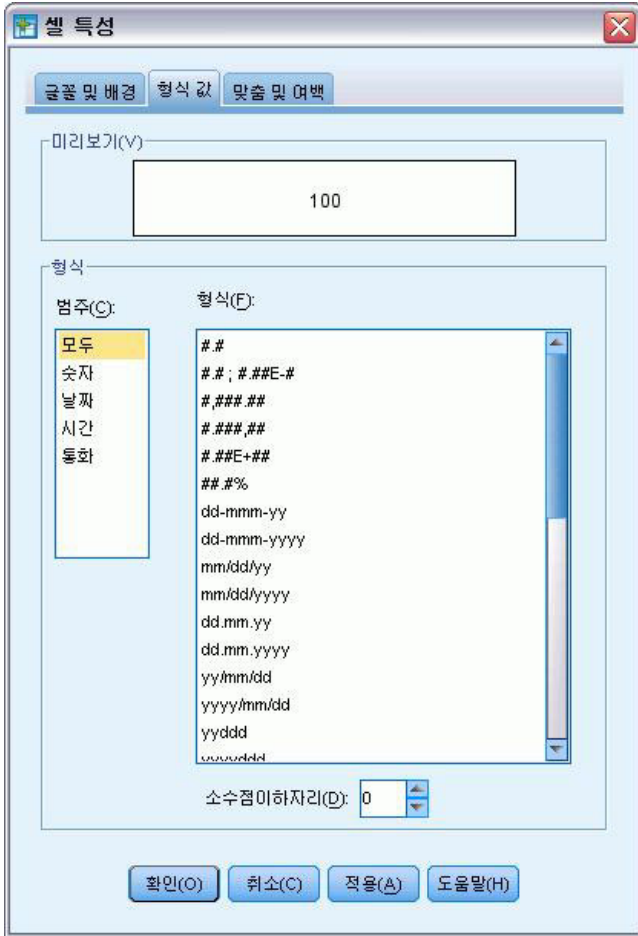 셀 특성
글꼴 및 배경 형식 값 맞춤 및 여백
미리보기(V)
100
형식
범주(C):
모두
숫자
날짜
시간
통화
형식(F):
#.#
#.# ; #.##E-#
#,###.##
#.###,##
#.##E+##
##.#%
dd-mmm-yy
dd-mmm-yyyy
mm/dd/yy
mm/dd/yyyy
dd.mm.yy
dd.mm.yyyy
yy/mm/dd
yyyy/mm/dd
yyddd
yyyyddd
소수점이하자리(D): 0
확인(O) 취소(C) 적용(A) 도움말(H)